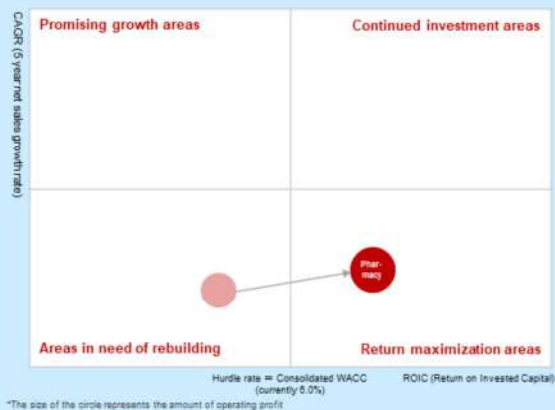 CAGR (5 year net sales growth rate)
Promising growth areas
Continued investment areas
Phar-
macy
Areas in need of rebuilding
Return maximization areas
Hurdle rate = Consolidated WACC
(currently 6.0%)
ROIC (Return on Invested Capital)
*The size of the circle represents the amount of operating profit